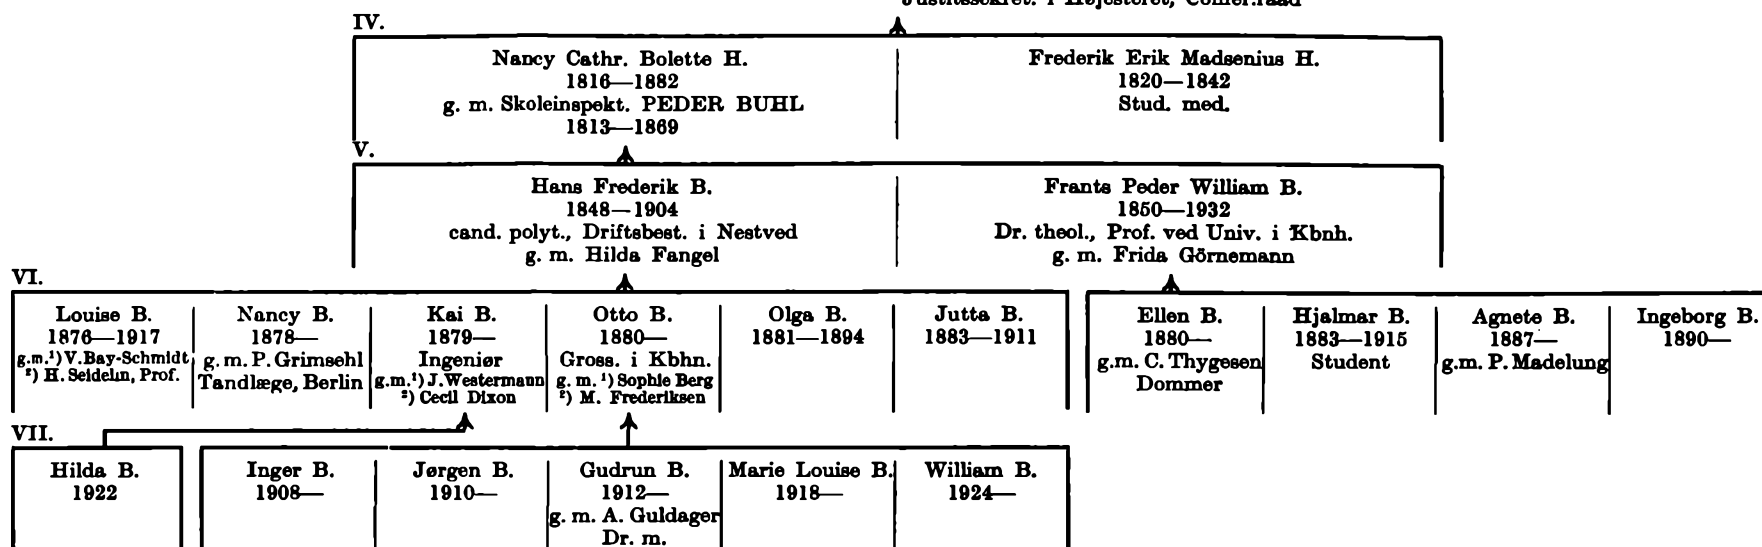 Justitssekret. i Højesteret, Confer.raad
IV.
Nancy Cathr. Bolette H.
1816—1882
g. m. Skoleinspekt. PEDER BUHL
1813—1869
Frederik Erik Madsenius H.
1820—1842
Stud. med.
V.
Hans Frederik B.
1848—1904
cand. polyt., Driftsbest. i Nestved
g. m. Hilda Fangel
Frants Peder William B.
1850—1932
Dr. theol., Prof. ved Univ. i Kbnh.
g. m. Frida Görnemann
VI.
Louise B.
1876—1917
g.m.¹) V. Bay-Schmidt
²) H. Seidelin, Prof.
Nancy B.
1878—
g. m. P. Grimsehl
Tandlæge, Berlin
Kai B.
1879—
Ingeniør
g.m.¹) J. Westermann
²) Cecil Dixon
Otto B.
1880—
Gross. i Kbhn.
g. m. ¹) Sophie Berg
²) M. Frederiksen
Olga B.
1881—1894
Jutta B.
1883—1911
Ellen B.
1880—
g.m. C. Thygesen
Dommer
Hjalmar B.
1883—1915
Student
Agnete B.
1887—
g.m. P. Madelung
Ingeborg B.
1890—
VII.
Hilda B.
1922
Inger B.
1908—
Jørgen B.
1910—
Gudrun B.
1912—
g. m. A. Guldager
Dr. m.
Marie Louise B.
1918—
William B.
1924—